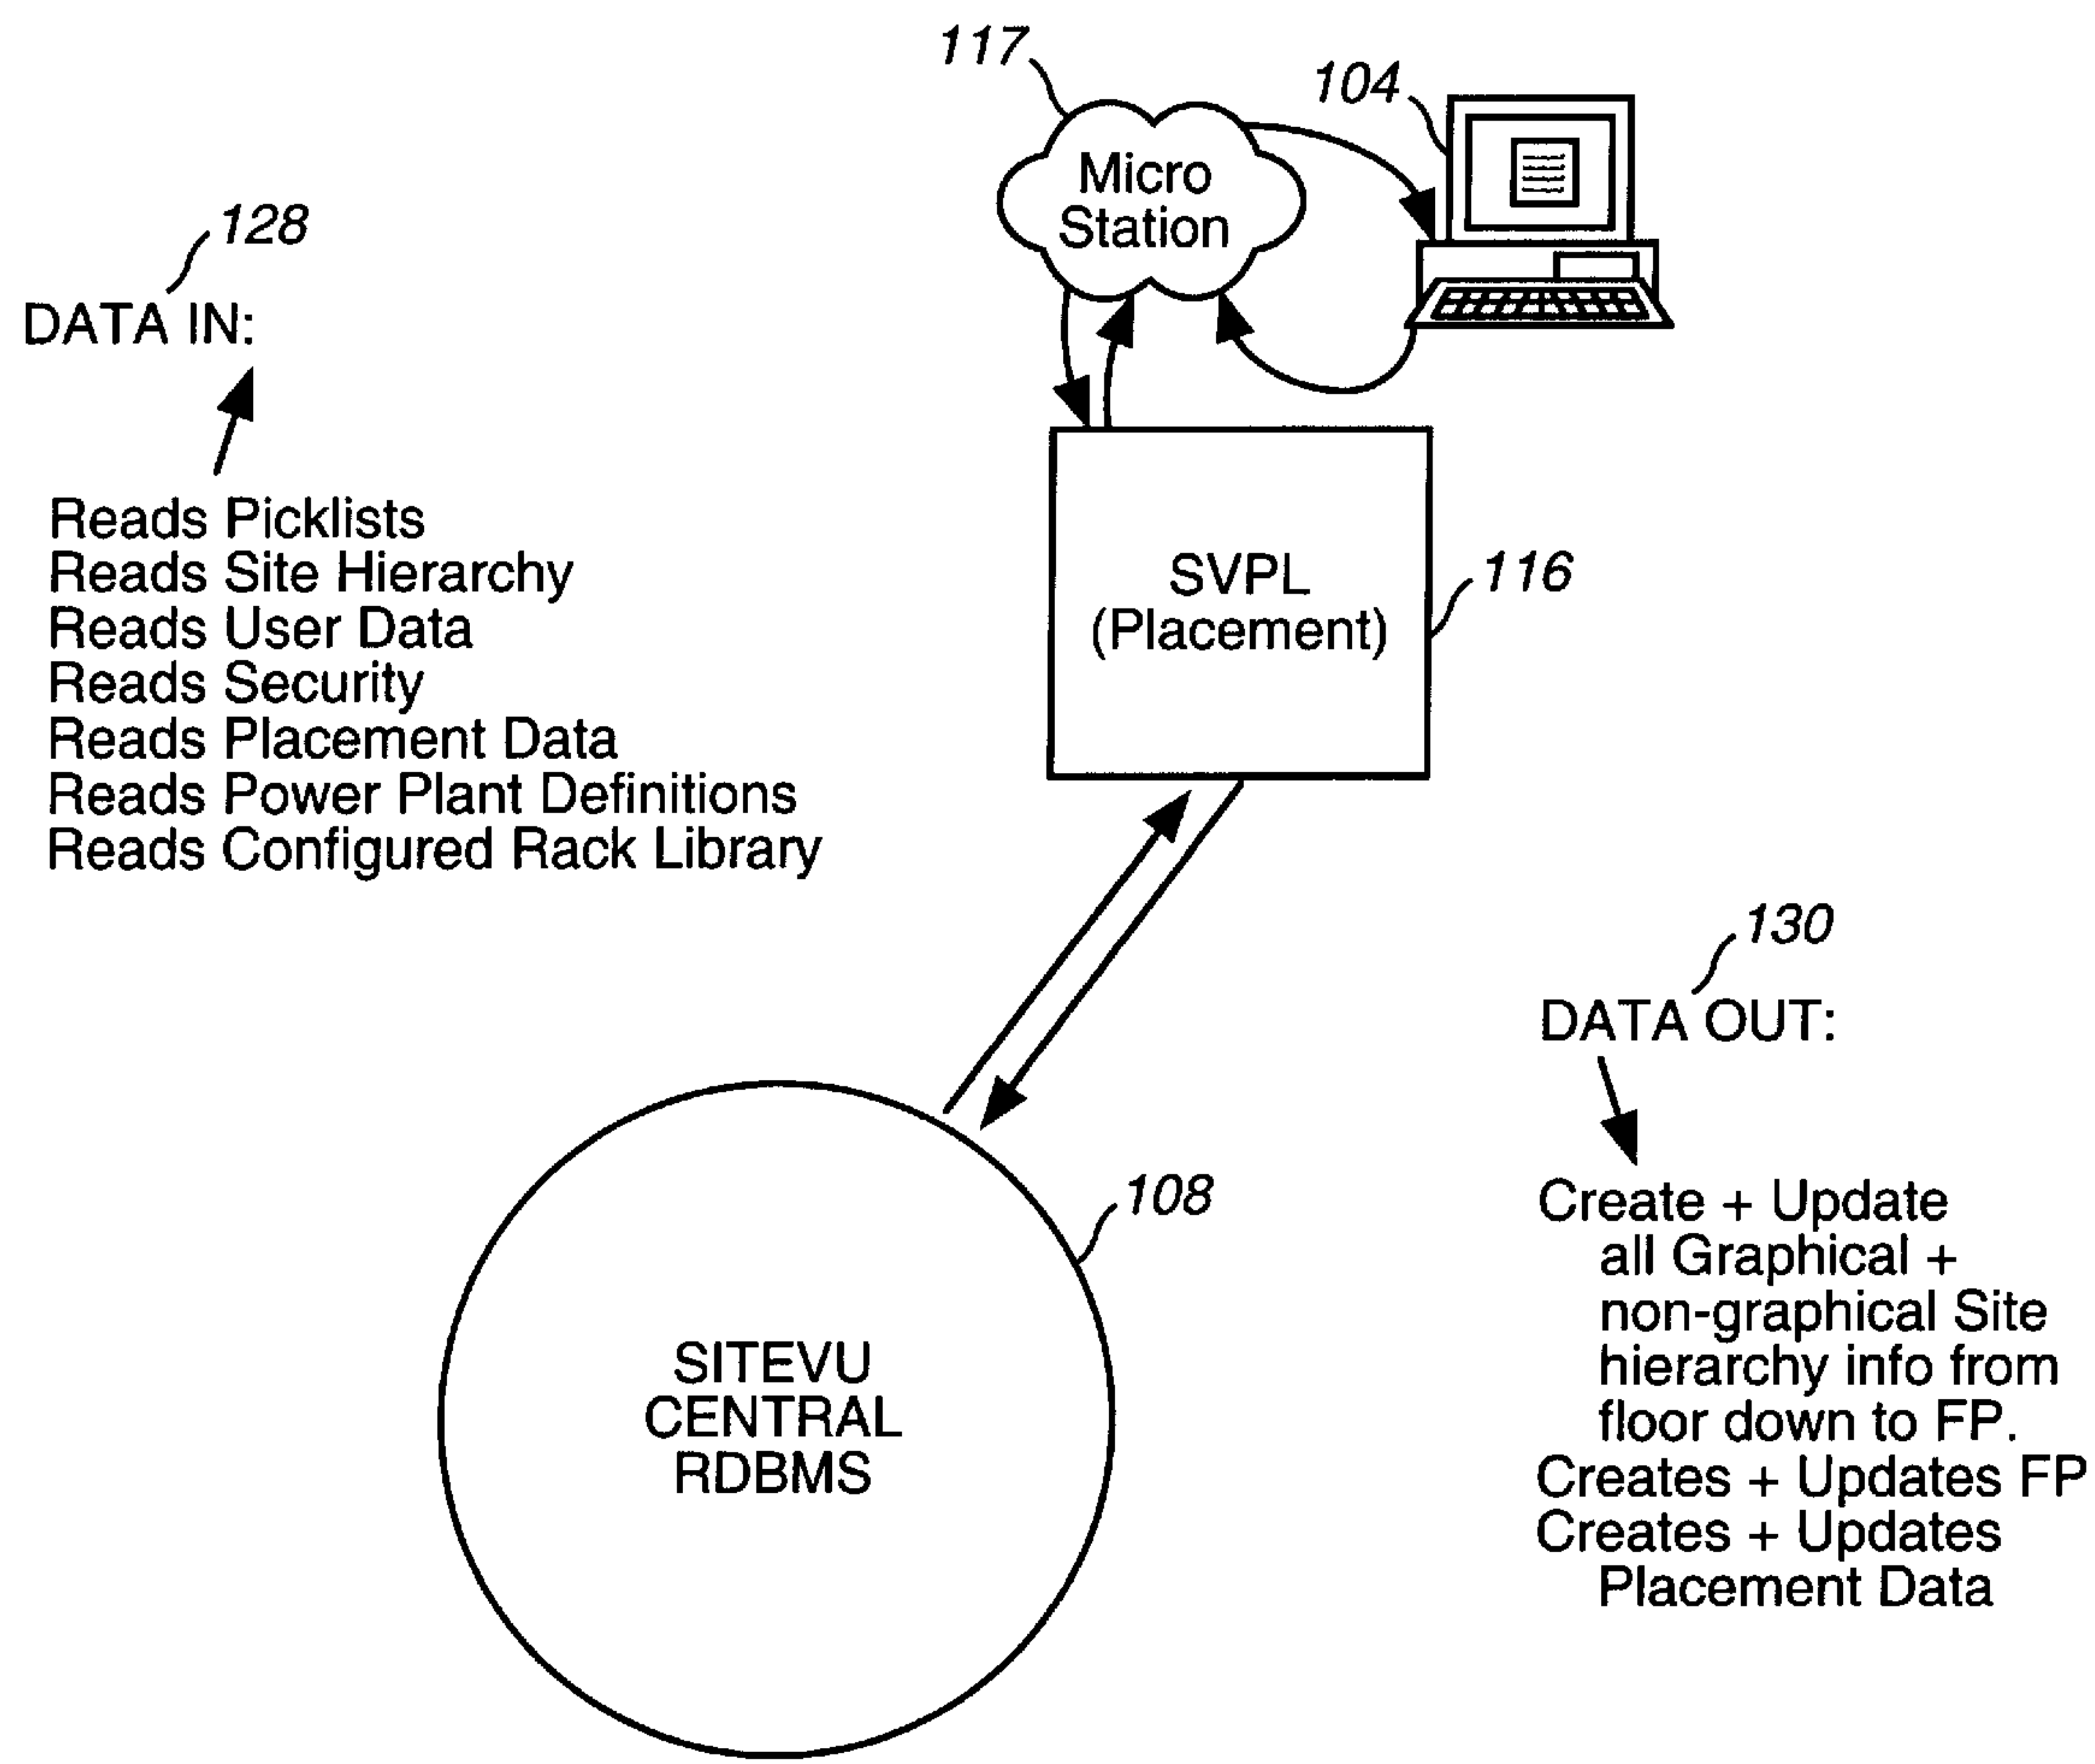 117
104
Micro
Station
128
DATA IN:
Reads Picklists
Reads Site Hierarchy
Reads User Data
Reads Security
Reads Placement Data
Reads Power Plant Definitions
Reads Configured Rack Library
SVPL
(Placement)
116
130
DATA OUT:
Create + Update
all Graphical +
non-graphical Site
hierarchy info from
floor down to FP.
Creates + Updates FP
Creates + Updates
Placement Data
108
SITEVU
CENTRAL
RDBMS